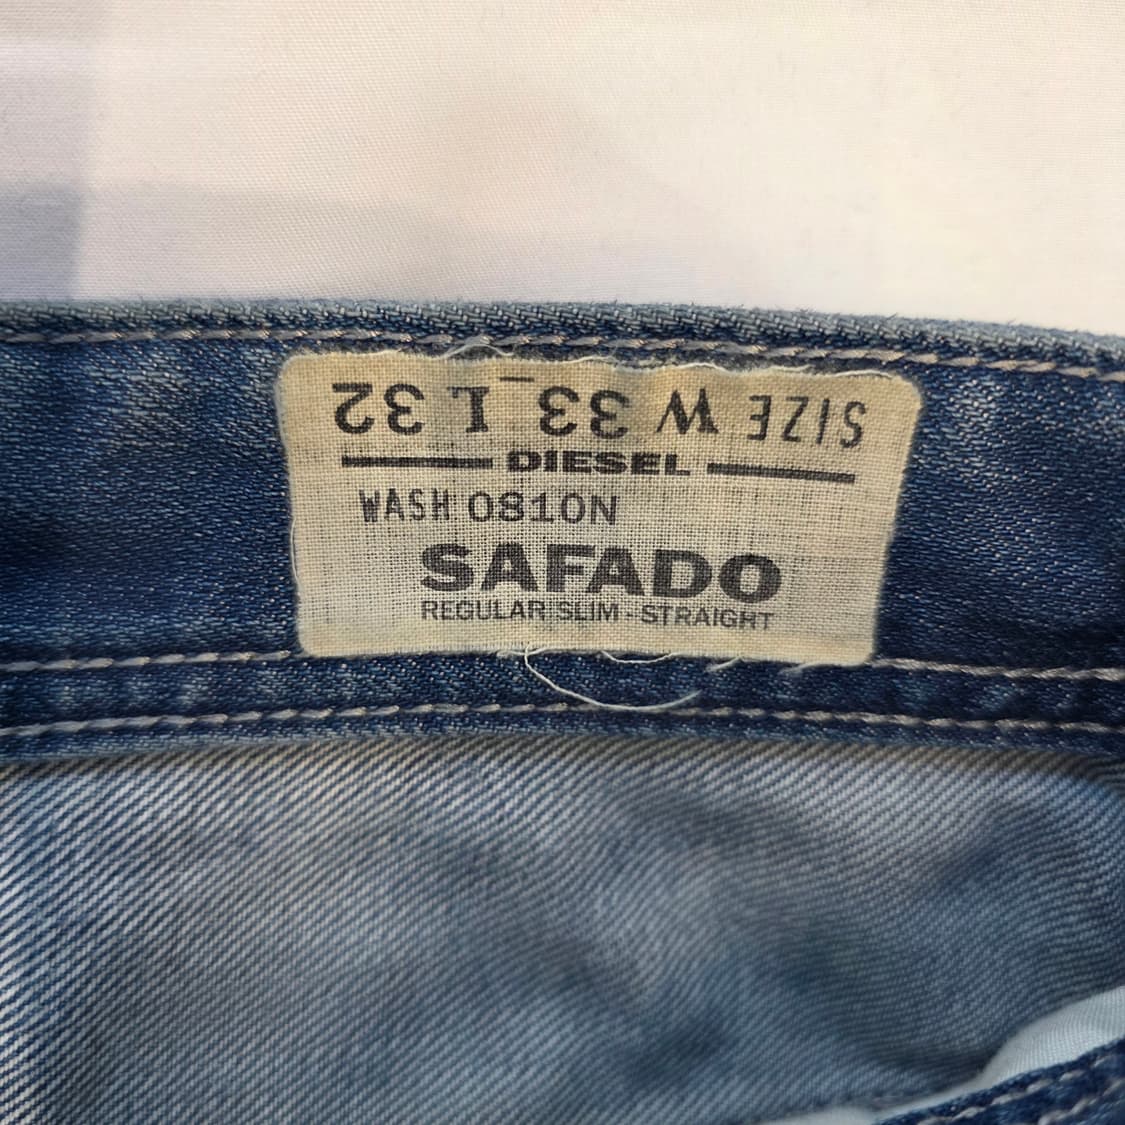 SIZE W 33 L 32
DIESEL
WASH 0810N
SAFADO
REGULAR SLIM - STRAIGHT